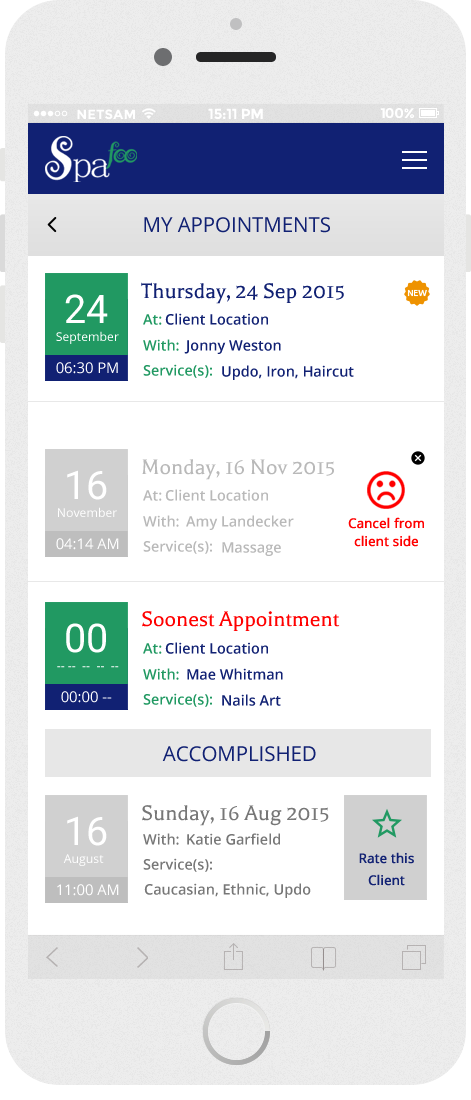 NETSAM 15:11 PM 100%
Spa foo
MY APPOINTMENTS
24
September
06:30 PM
Thursday, 24 Sep 2015
NEW
At: Client Location
With: Jonny Weston
Service(s): Updo, Iron, Haircut
16
November
04:14 AM
Monday, 16 Nov 2015
At: Client Location
With: Amy Landecker
Service(s): Massage
Cancel from
client side
00
-- -- -- -- --
00:00 --
Soonest Appointment
At: Client Location
With: Mae Whitman
Service(s): Nails Art
ACCOMPLISHED
16
August
11:00 AM
Sunday, 16 Aug 2015
With: Katie Garfield
Service(s):
Caucasian, Ethnic, Updo
Rate this
Client